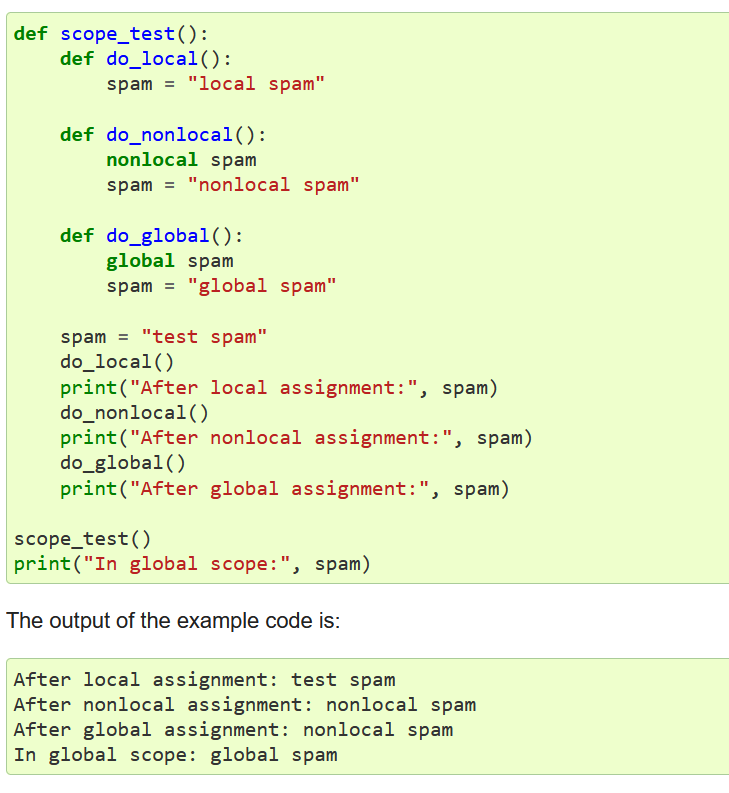 def scope_test():
    def do_local():
        spam = "local spam"

    def do_nonlocal():
        nonlocal spam
        spam = "nonlocal spam"

    def do_global():
        global spam
        spam = "global spam"

    spam = "test spam"
    do_local()
    print("After local assignment:", spam)
    do_nonlocal()
    print("After nonlocal assignment:", spam)
    do_global()
    print("After global assignment:", spam)

scope_test()
print("In global scope:", spam)

The output of the example code is:

After local assignment: test spam
After nonlocal assignment: nonlocal spam
After global assignment: nonlocal spam
In global scope: global spam